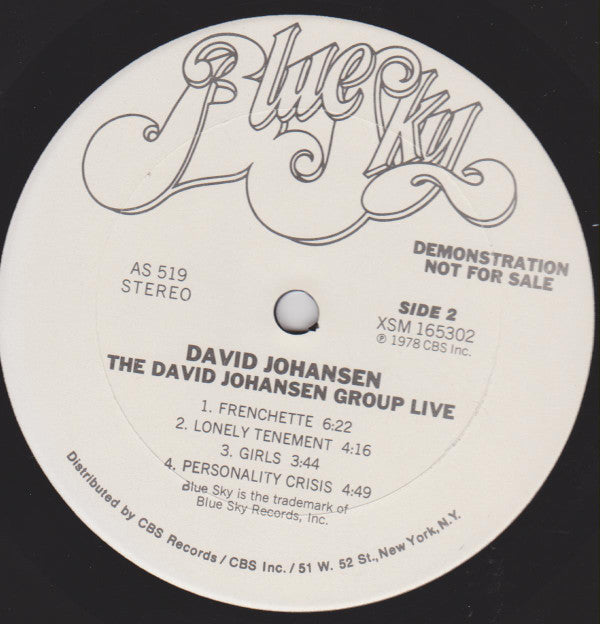 Blue Sky
DEMONSTRATION
NOT FOR SALE
AS 519
STEREO
SIDE 2
XSM 165302
℗ 1978 CBS Inc.
DAVID JOHANSEN
THE DAVID JOHANSEN GROUP LIVE
1. FRENCHETTE 6:22
2. LONELY TENEMENT 4:16
3. GIRLS 3:44
4. PERSONALITY CRISIS 4:49
Blue Sky is the trademark of
Blue Sky Records, Inc.
Distributed by CBS Records / CBS Inc. / 51 W. 52 St., New York, N.Y.